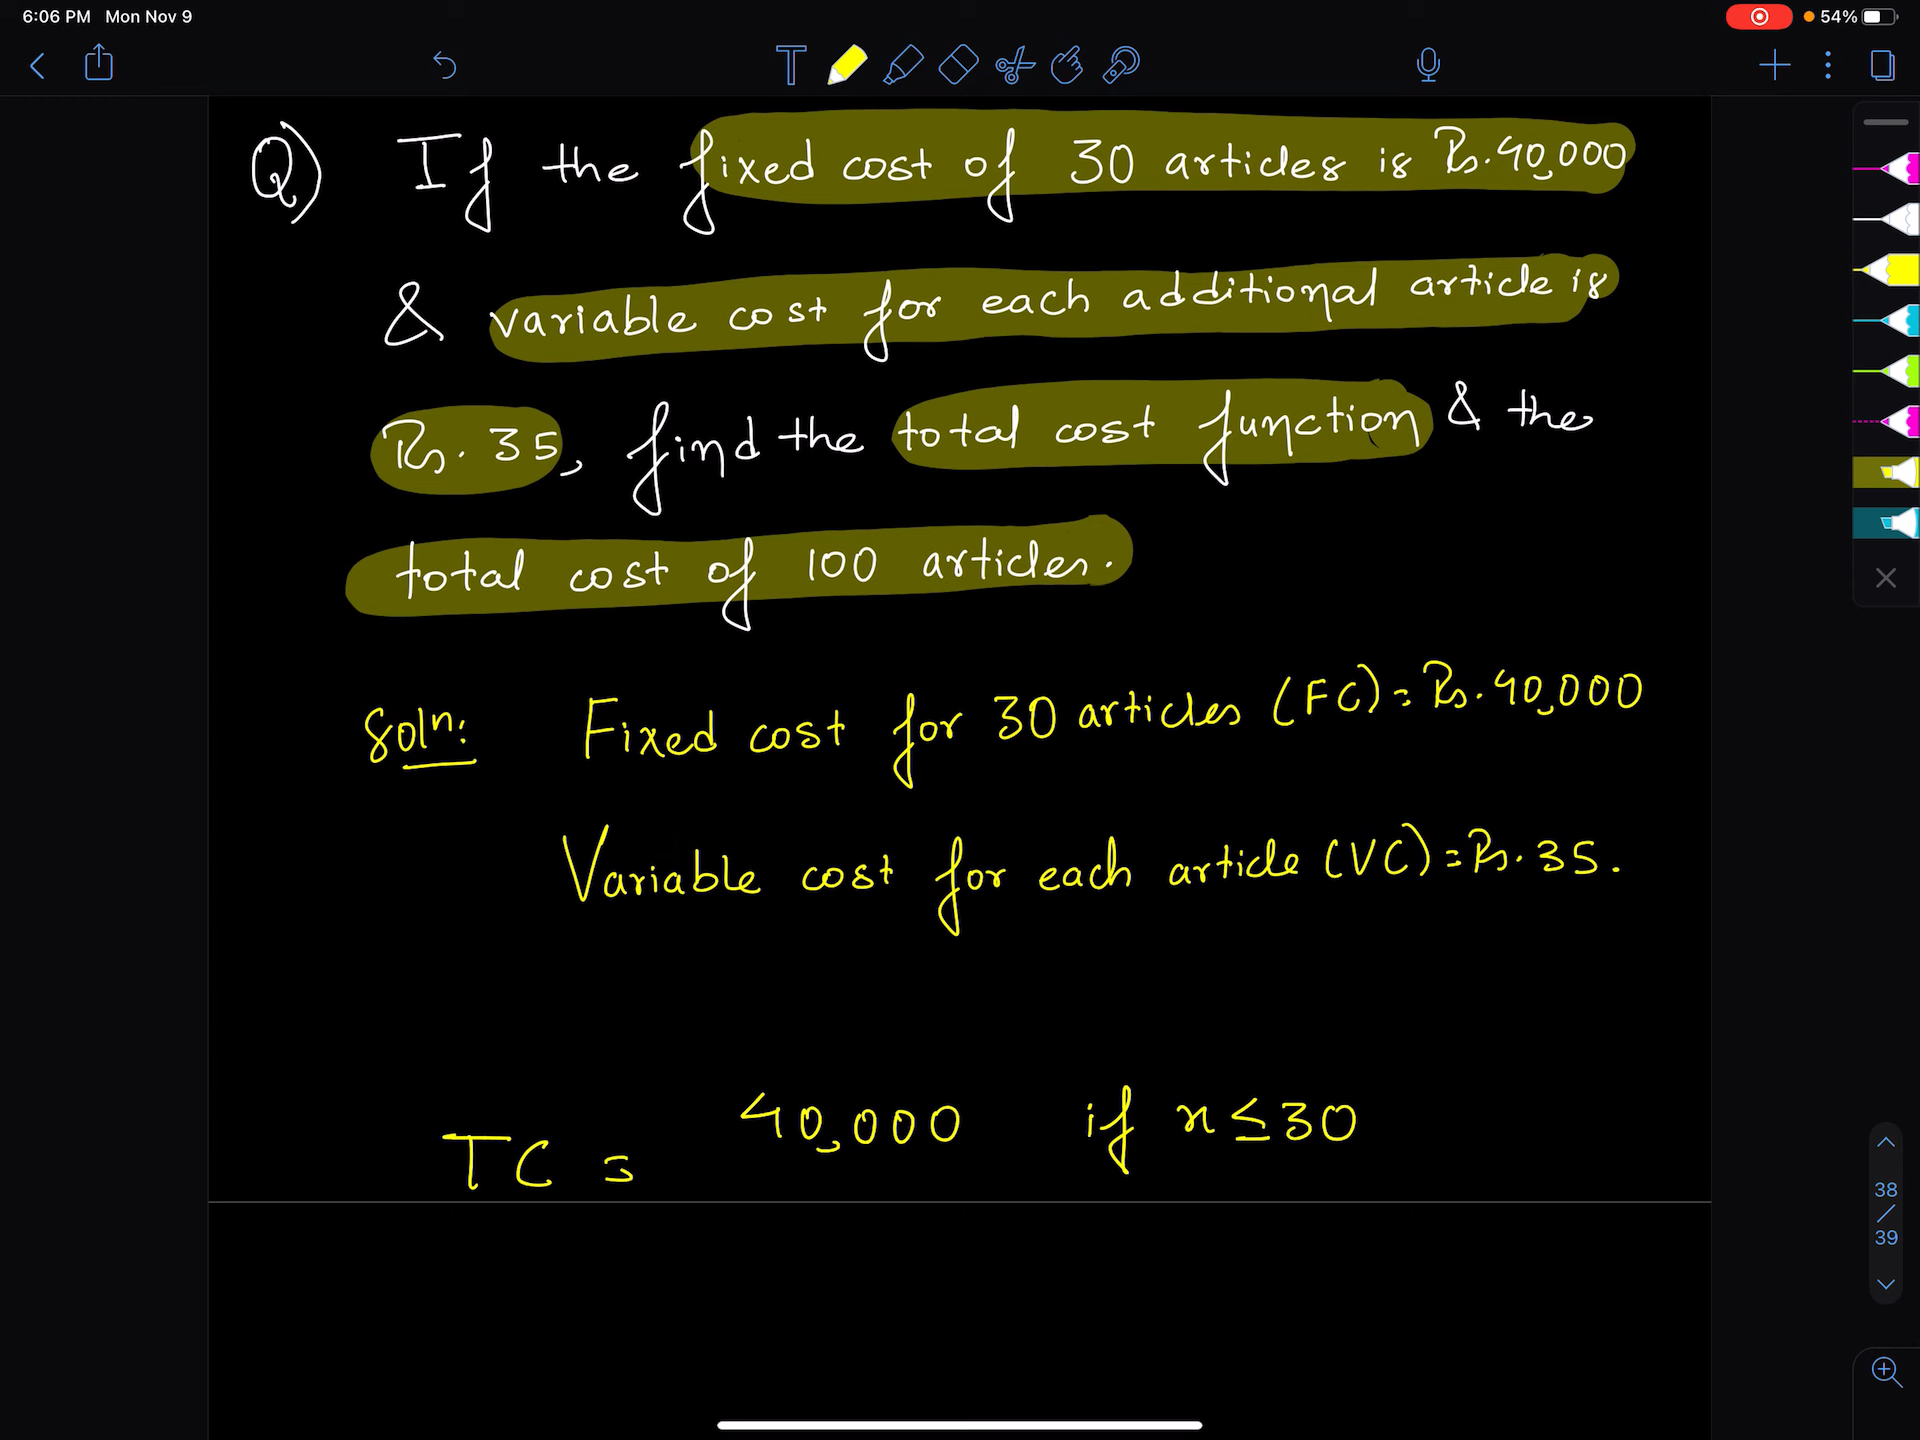 6:06 PM Mon Nov 9
54%
Q) If the fixed cost of 30 articles is Rs. 40,000
& variable cost for each additional article is
Rs. 35, find the total cost function & the
total cost of 100 articles.
Soln: Fixed cost for 30 articles (FC) = Rs. 40,000
Variable cost for each article (VC) = Rs. 35.
40,000 if x ≤ 30
TC =
38
/
39